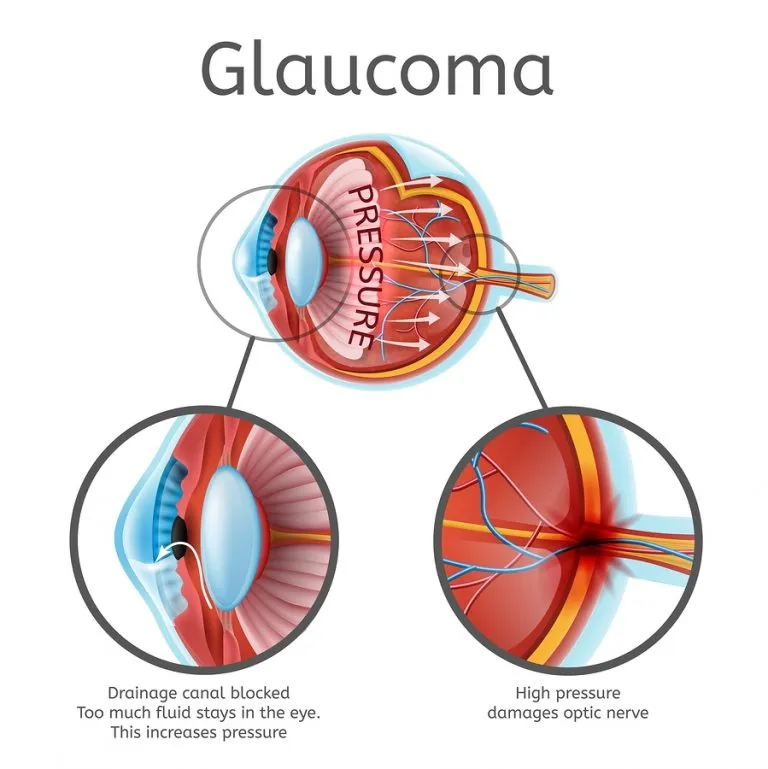 Glaucoma
PRESSURE
Drainage canal blocked
Too much fluid stays in the eye.
This increases pressure
High pressure
damages optic nerve